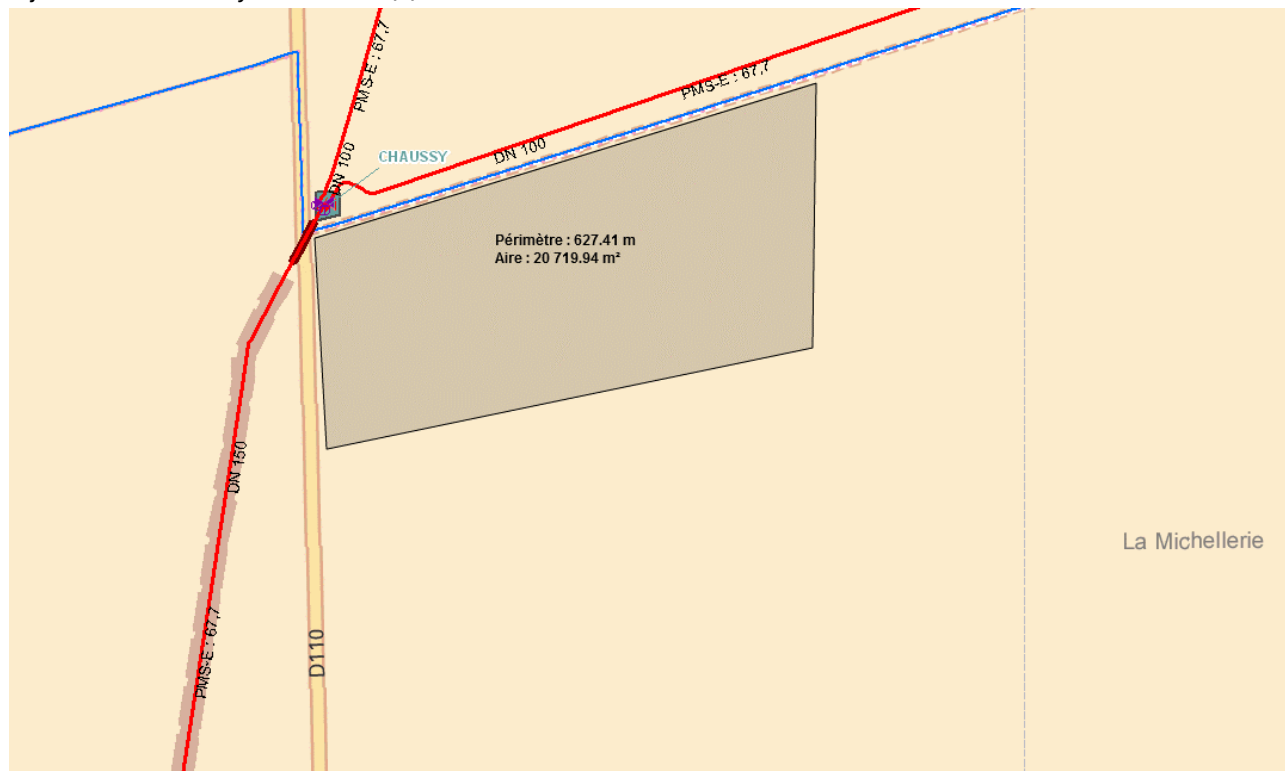 PMS-E : 67,7
PMS-E : 67,7
DN 100
CHAUSSY
DN 100
Périmètre : 627.41 m
Aire : 20 719.94 m²
DN 150
La Michellerie
PMS-E : 67,7
D110